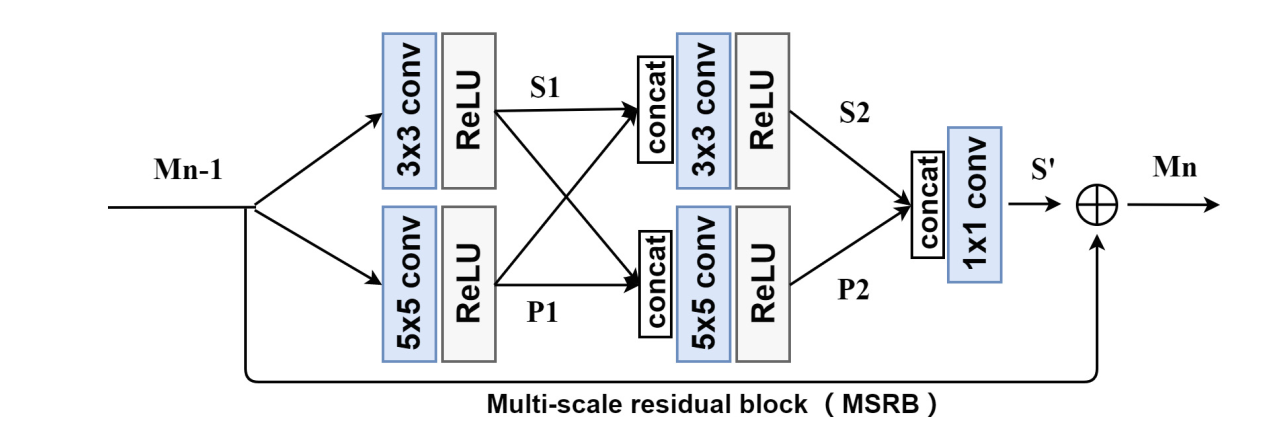 Mn-1
3x3 conv
ReLU
5x5 conv
ReLU
S1
P1
concat
3x3 conv
ReLU
concat
5x5 conv
ReLU
S2
P2
concat
1x1 conv
S'
Mn
Multi-scale residual block ( MSRB )